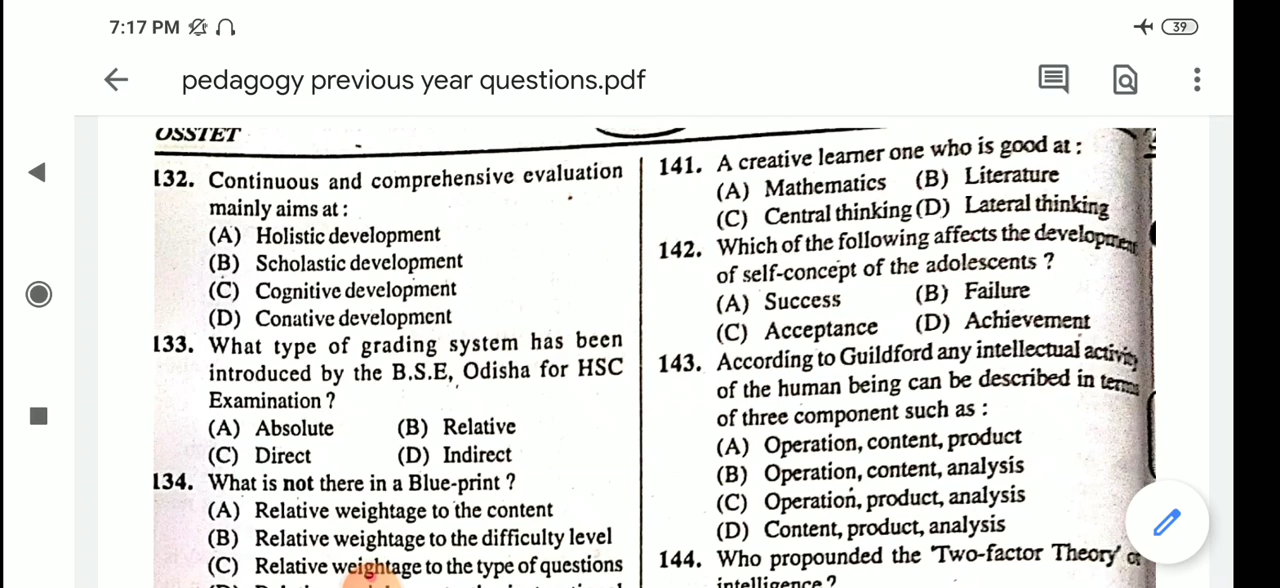 7:17 PM
39
pedagogy previous year questions.pdf
OSSTET
132. Continuous and comprehensive evaluation
mainly aims at :
(A) Holistic development
(B) Scholastic development
(C) Cognitive development
(D) Conative development
133. What type of grading system has been
introduced by the B.S.E, Odisha for HSC
Examination ?
(A) Absolute (B) Relative
(C) Direct (D) Indirect
134. What is not there in a Blue-print ?
(A) Relative weightage to the content
(B) Relative weightage to the difficulty level
(C) Relative weightage to the type of questions
141. A creative learner one who is good at :
(A) Mathematics (B) Literature
(C) Central thinking (D) Lateral thinking
142. Which of the following affects the development
of self-concept of the adolescents ?
(A) Success (B) Failure
(C) Acceptance (D) Achievement
143. According to Guildford any intellectual activity
of the human being can be described in terms
of three component such as :
(A) Operation, content, product
(B) Operation, content, analysis
(C) Operation, product, analysis
(D) Content, product, analysis
144. Who propounded the 'Two-factor Theory' of
intelligence ?